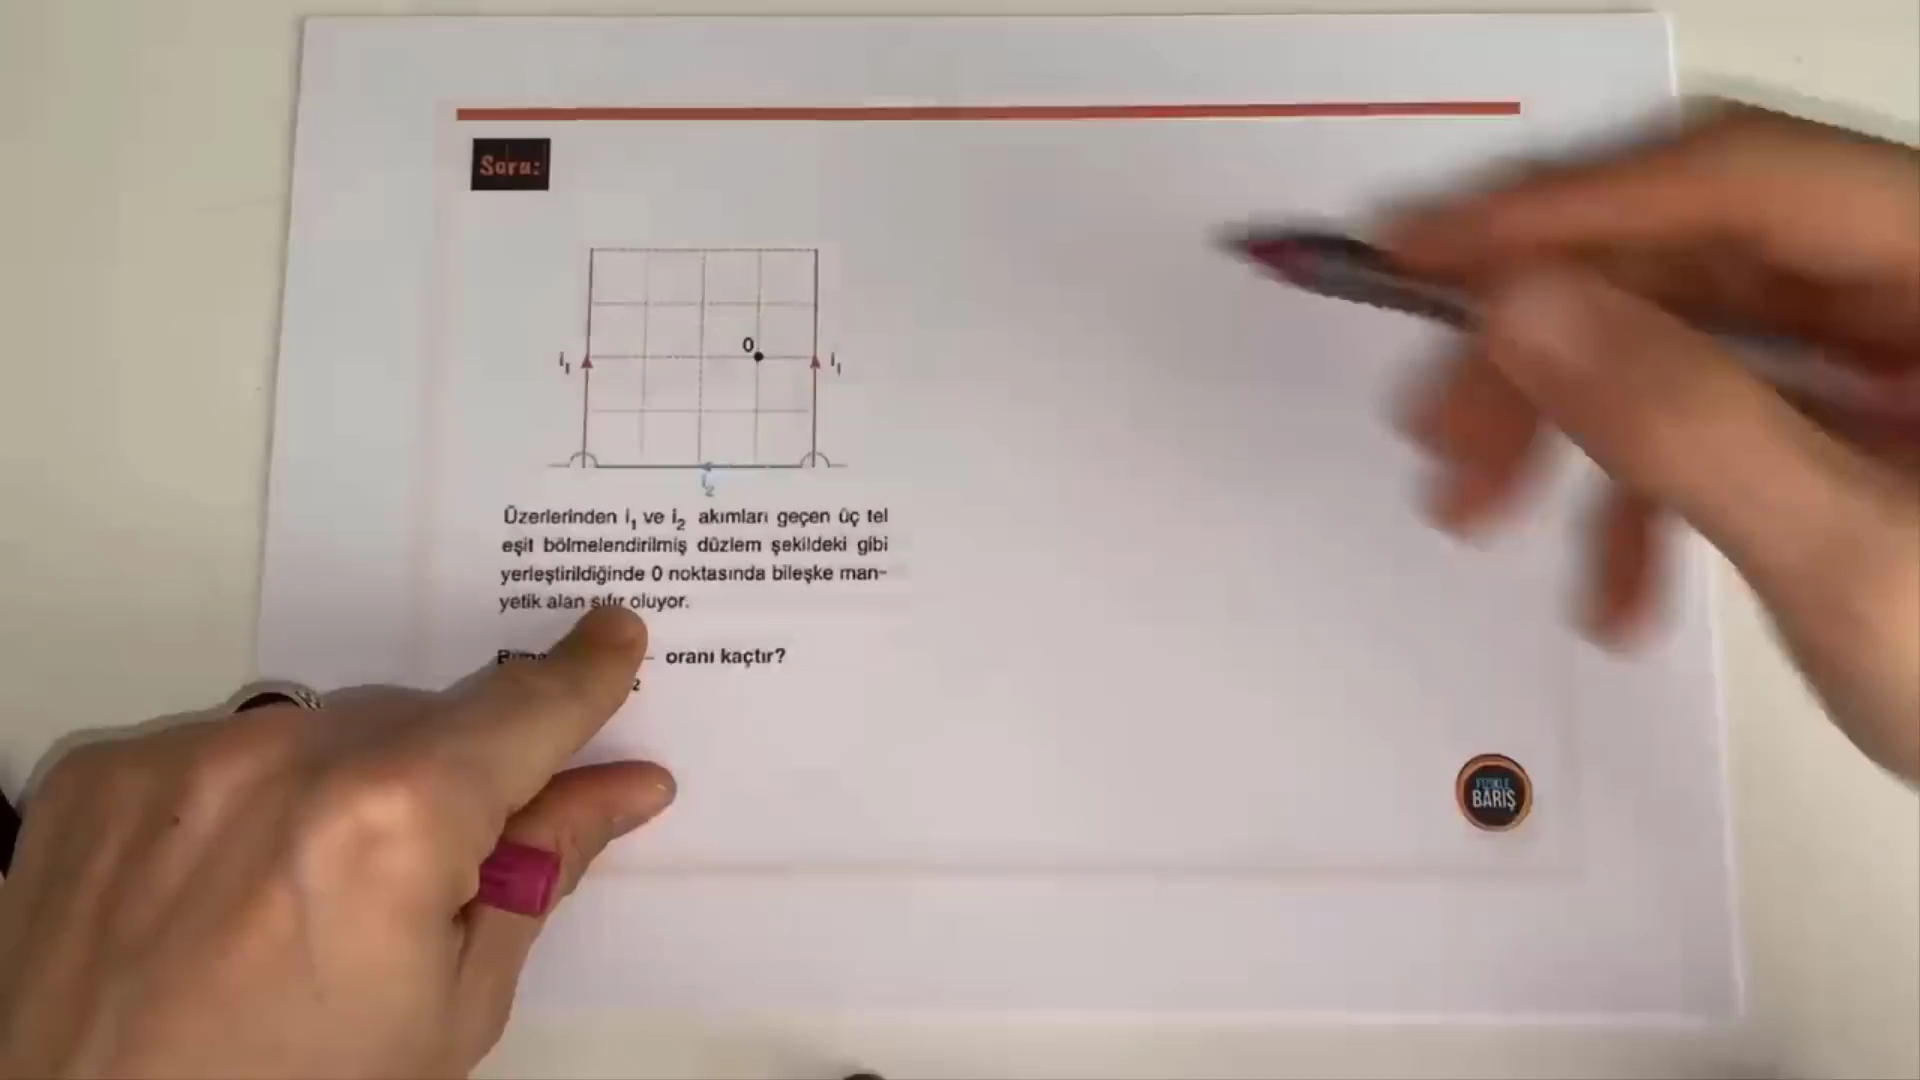 Soru:
0
i1
i1
i2
Üzerlerinden i1 ve i2 akımları geçen üç tel
eşit bölmelendirilmiş düzlem şekildeki gibi
yerleştirildiğinde 0 noktasında bileşke man-
yetik alan sıfır oluyor.
oranı kaçtır?
2
FİZİKLE
BARIŞ